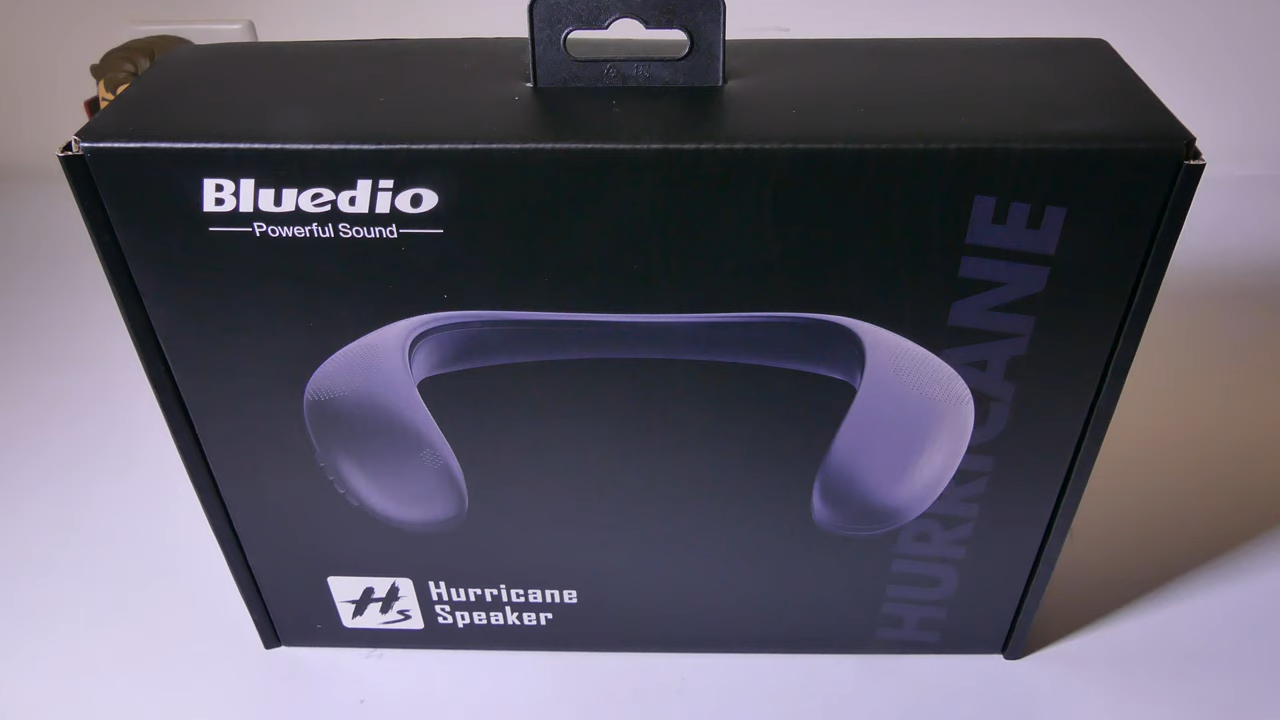 Bluedio
Powerful Sound
HURRICANE
Hs
Hurricane
Speaker